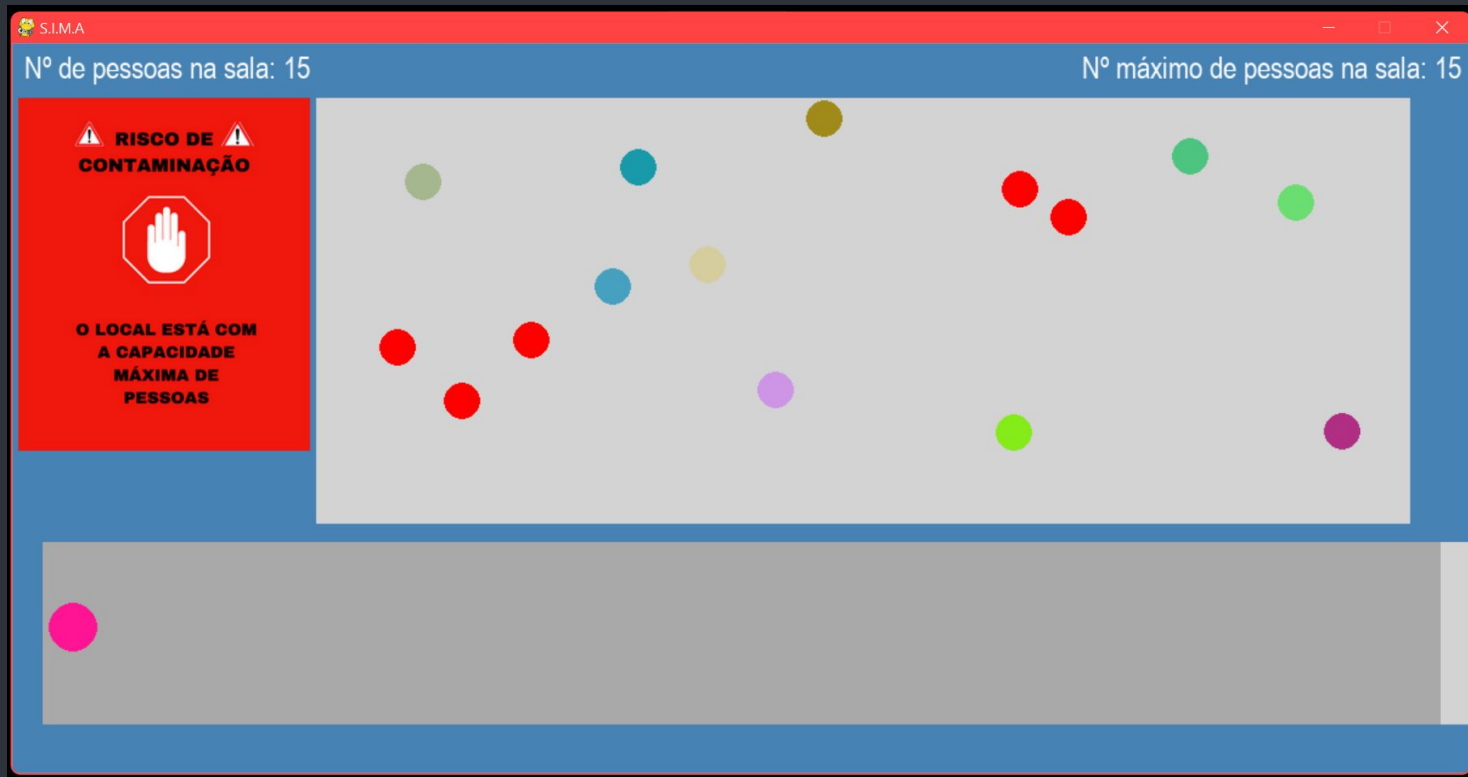 S.I.M.A
Nº de pessoas na sala: 15
Nº máximo de pessoas na sala: 15
RISCO DE
CONTAMINAÇÃO
O LOCAL ESTÁ COM
A CAPACIDADE
MÁXIMA DE
PESSOAS